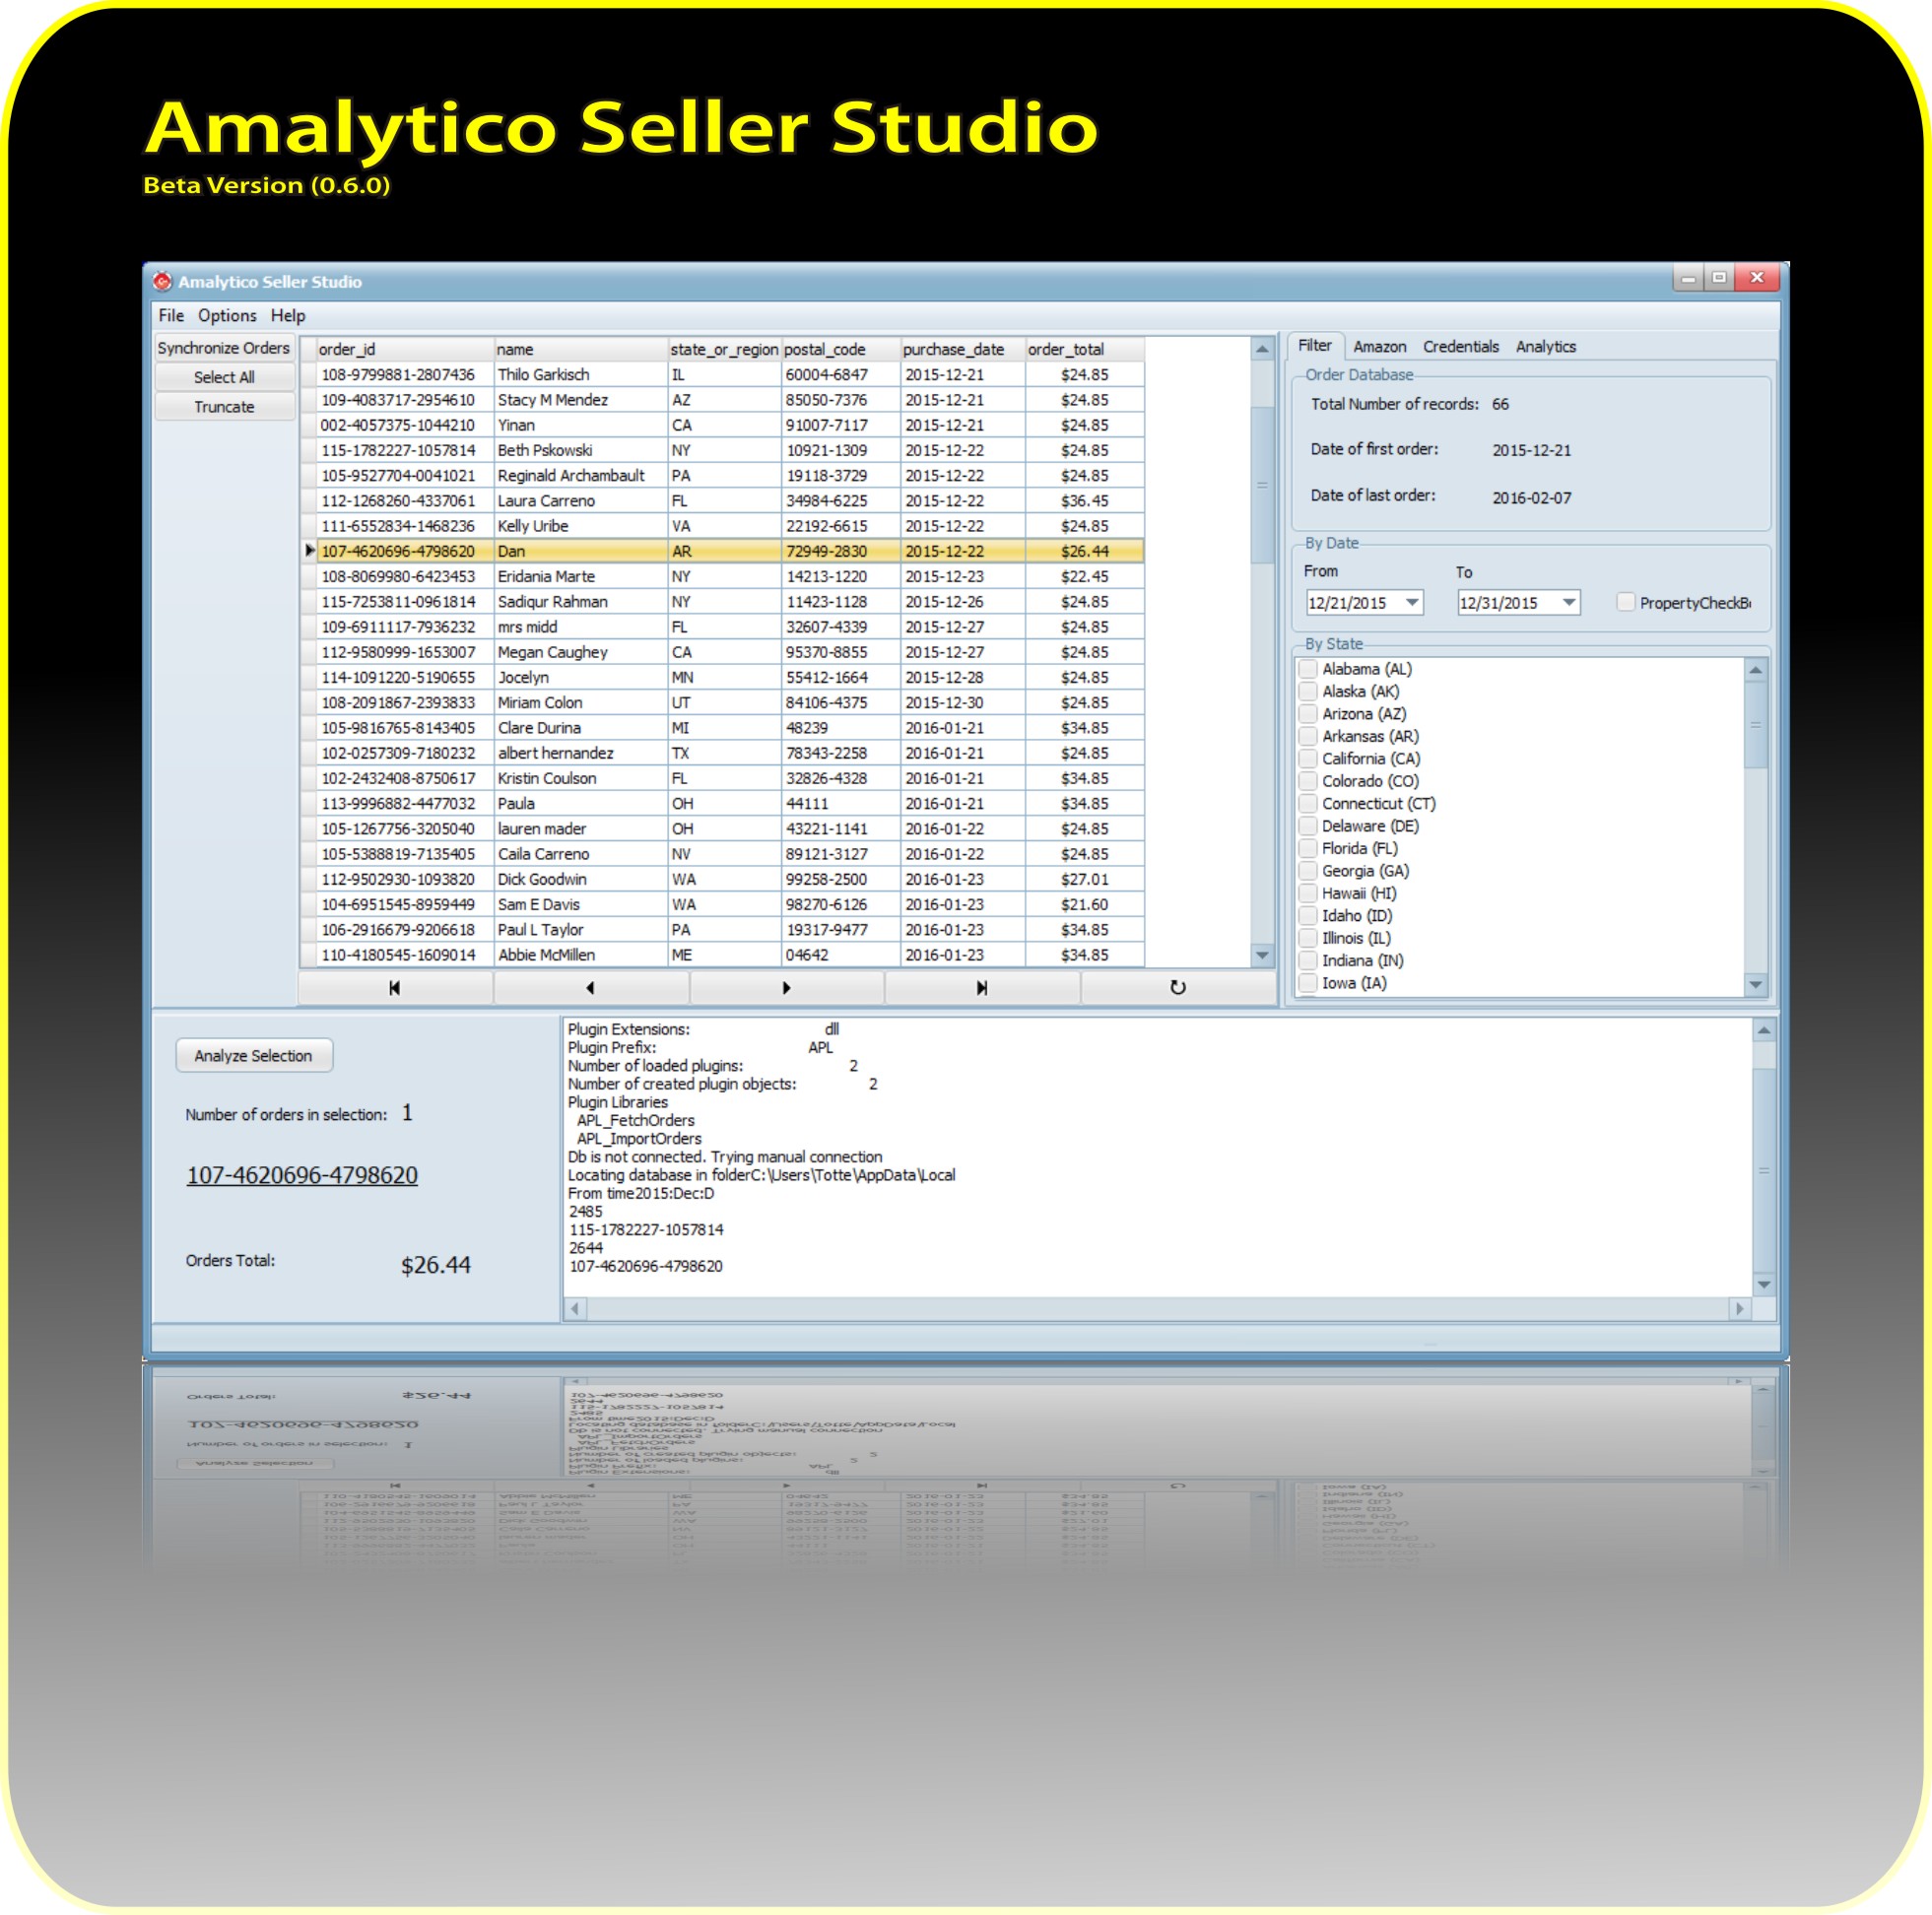 Amalytico Seller Studio
Beta Version (0.6.0)
Amalytico Seller Studio
File Options Help
Synchronize Orders
Select All
Truncate
order_id name state_or_region postal_code purchase_date order_total
108-9799881-2807436 Thilo Garkisch IL 60004-6847 2015-12-21 $24.85
109-4083717-2954610 Stacy M Mendez AZ 85050-7376 2015-12-21 $24.85
002-4057375-1044210 Yinan CA 91007-7117 2015-12-21 $24.85
115-1782227-1057814 Beth Pskowski NY 10921-1309 2015-12-22 $24.85
105-9527704-0041021 Reginald Archambault PA 19118-3729 2015-12-22 $24.85
112-1268260-4337061 Laura Carreno FL 34984-6225 2015-12-22 $36.45
111-6552834-1468236 Kelly Uribe VA 22192-6615 2015-12-22 $24.85
107-4620696-4798620 Dan AR 72949-2830 2015-12-22 $26.44
108-8069980-6423453 Eridania Marte NY 14213-1220 2015-12-23 $22.45
115-7253811-0961814 Sadiqur Rahman NY 11423-1128 2015-12-26 $24.85
109-6911117-7936232 mrs midd FL 32607-4339 2015-12-27 $24.85
112-9580999-1653007 Megan Caughey CA 95370-8855 2015-12-27 $24.85
114-1091220-5190655 Jocelyn MN 55412-1664 2015-12-28 $24.85
108-2091867-2393833 Miriam Colon UT 84106-4375 2015-12-30 $24.85
105-9816765-8143405 Clare Durina MI 48239 2016-01-21 $34.85
102-0257309-7180232 albert hernandez TX 78343-2258 2016-01-21 $24.85
102-2432408-8750617 Kristin Coulson FL 32826-4328 2016-01-21 $34.85
113-9996882-4477032 Paula OH 44111 2016-01-21 $34.85
105-1267756-3205040 lauren mader OH 43221-1141 2016-01-22 $24.85
105-5388819-7135405 Caila Carreno NV 89121-3127 2016-01-22 $24.85
112-9502930-1093820 Dick Goodwin WA 99258-2500 2016-01-23 $27.01
104-6951545-8959449 Sam E Davis WA 98270-6126 2016-01-23 $21.60
106-2916679-9206618 Paul L Taylor PA 19317-9477 2016-01-23 $34.85
110-4180545-1609014 Abbie McMillen ME 04642 2016-01-23 $34.85
Filter Amazon Credentials Analytics
Order Database
Total Number of records: 66
Date of first order: 2015-12-21
Date of last order: 2016-02-07
By Date
From To
12/21/2015 12/31/2015 PropertyCheckB
By State
Alabama (AL)
Alaska (AK)
Arizona (AZ)
Arkansas (AR)
California (CA)
Colorado (CO)
Connecticut (CT)
Delaware (DE)
Florida (FL)
Georgia (GA)
Hawaii (HI)
Idaho (ID)
Illinois (IL)
Indiana (IN)
Iowa (IA)
Analyze Selection
Number of orders in selection: 1
107-4620696-4798620
Orders Total: $26.44
Plugin Extensions: dll
Plugin Prefix: APL
Number of loaded plugins: 2
Number of created plugin objects: 2
Plugin Libraries
APL_FetchOrders
APL_ImportOrders
Db is not connected. Trying manual connection
Locating database in folderC:\Users\Totte\AppData\Local
From time2015:Dec:D
2485
115-1782227-1057814
2644
107-4620696-4798620